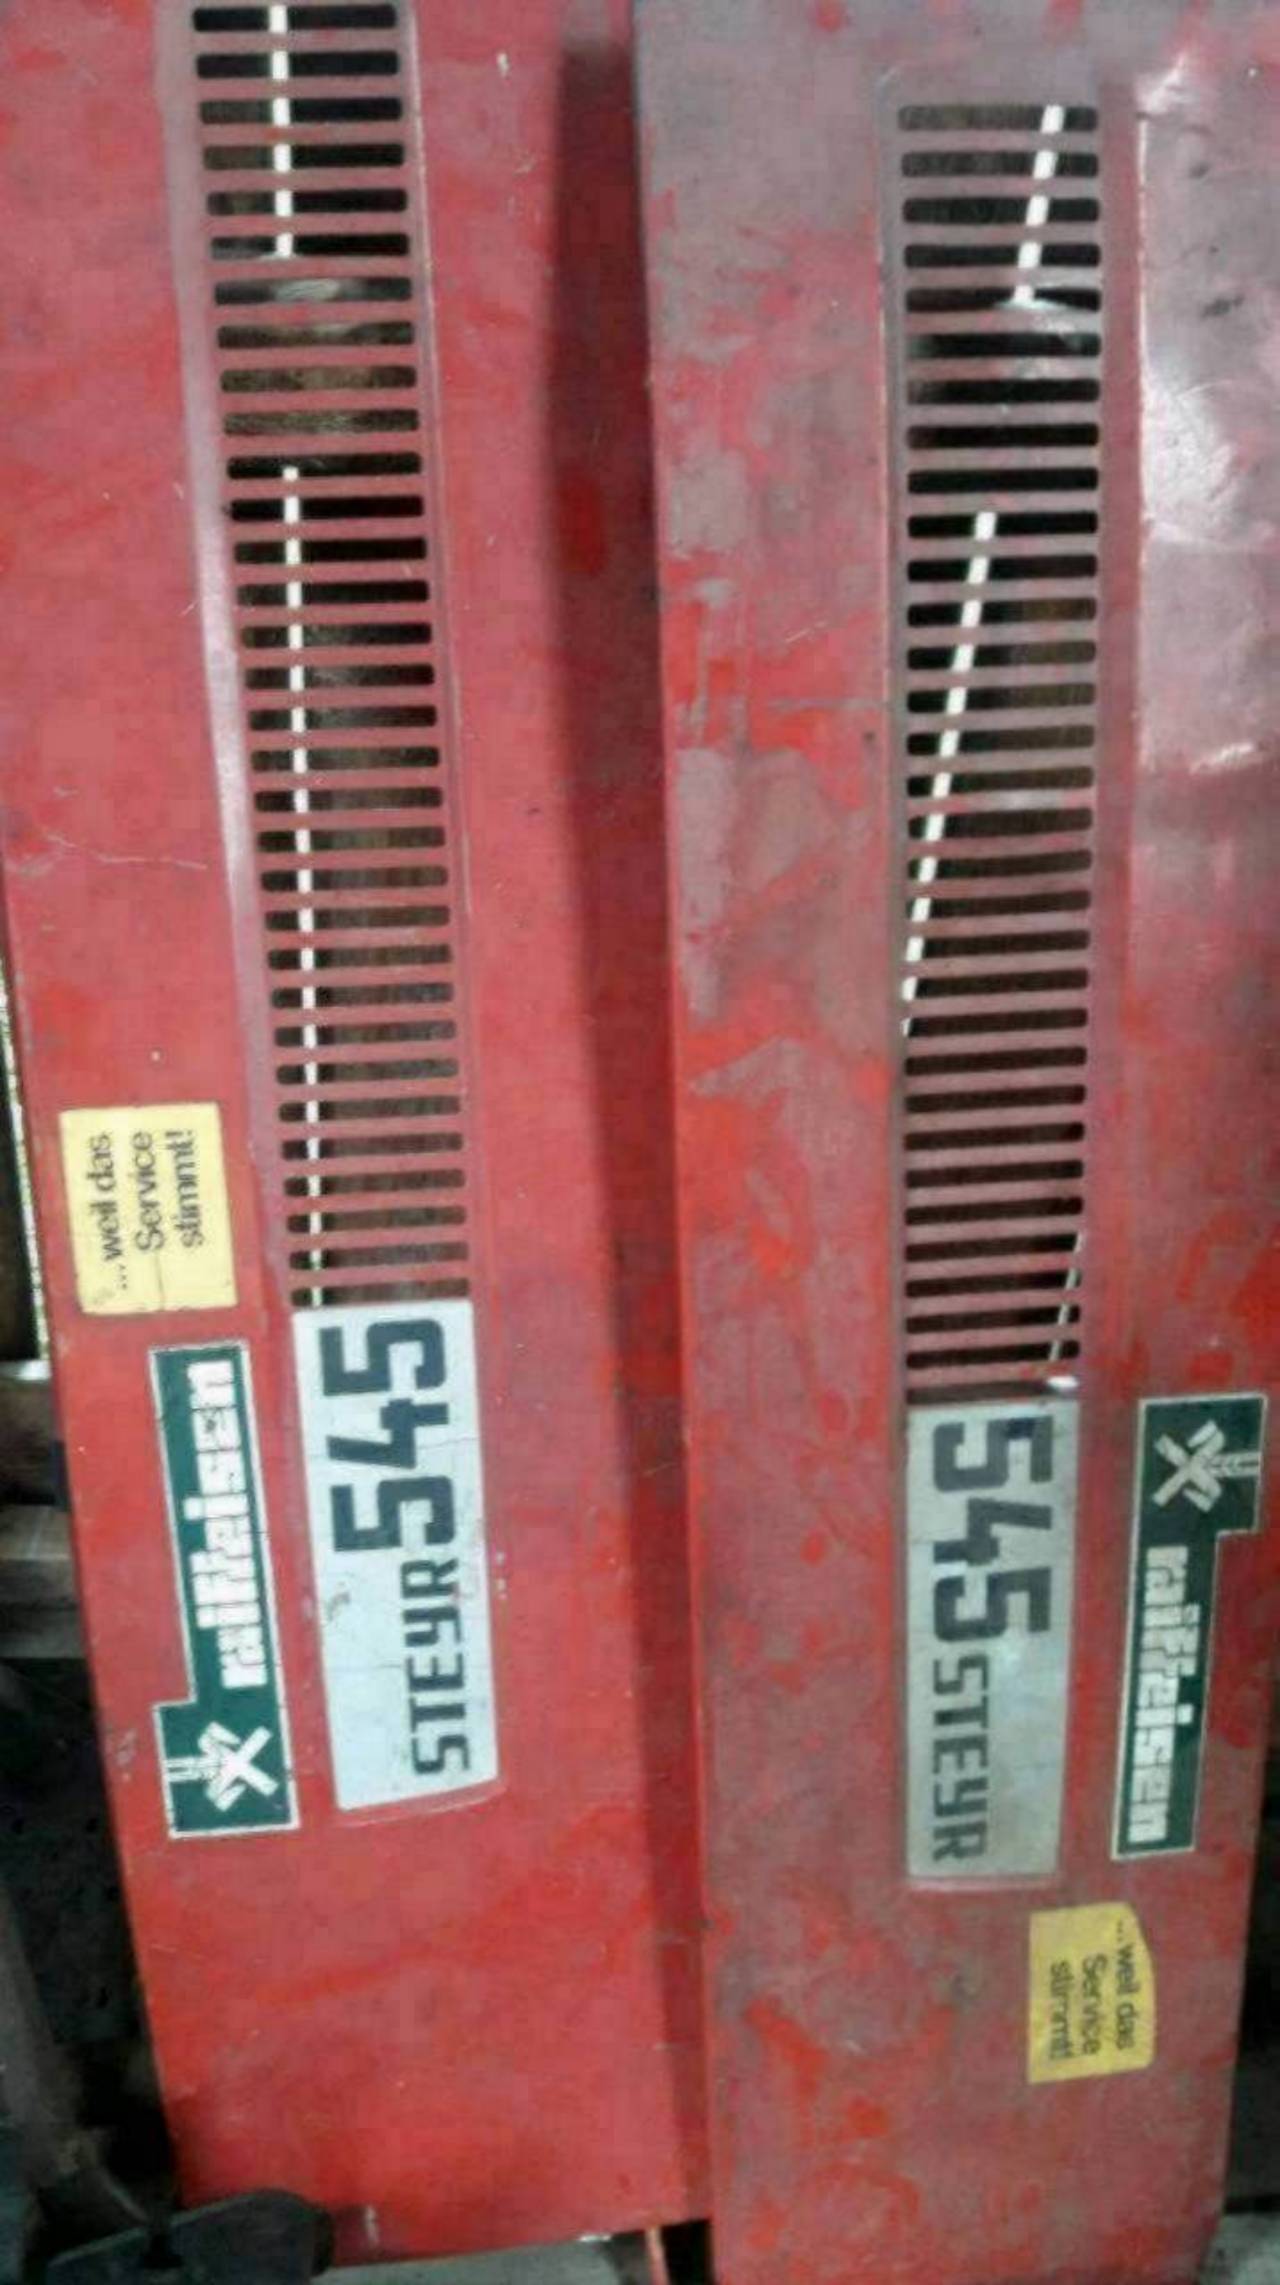 ...weil das
Service
stimmt!
raiffeisen
545
STEYR
545
STEYR
raiffeisen
...weil das
Service
stimmt!